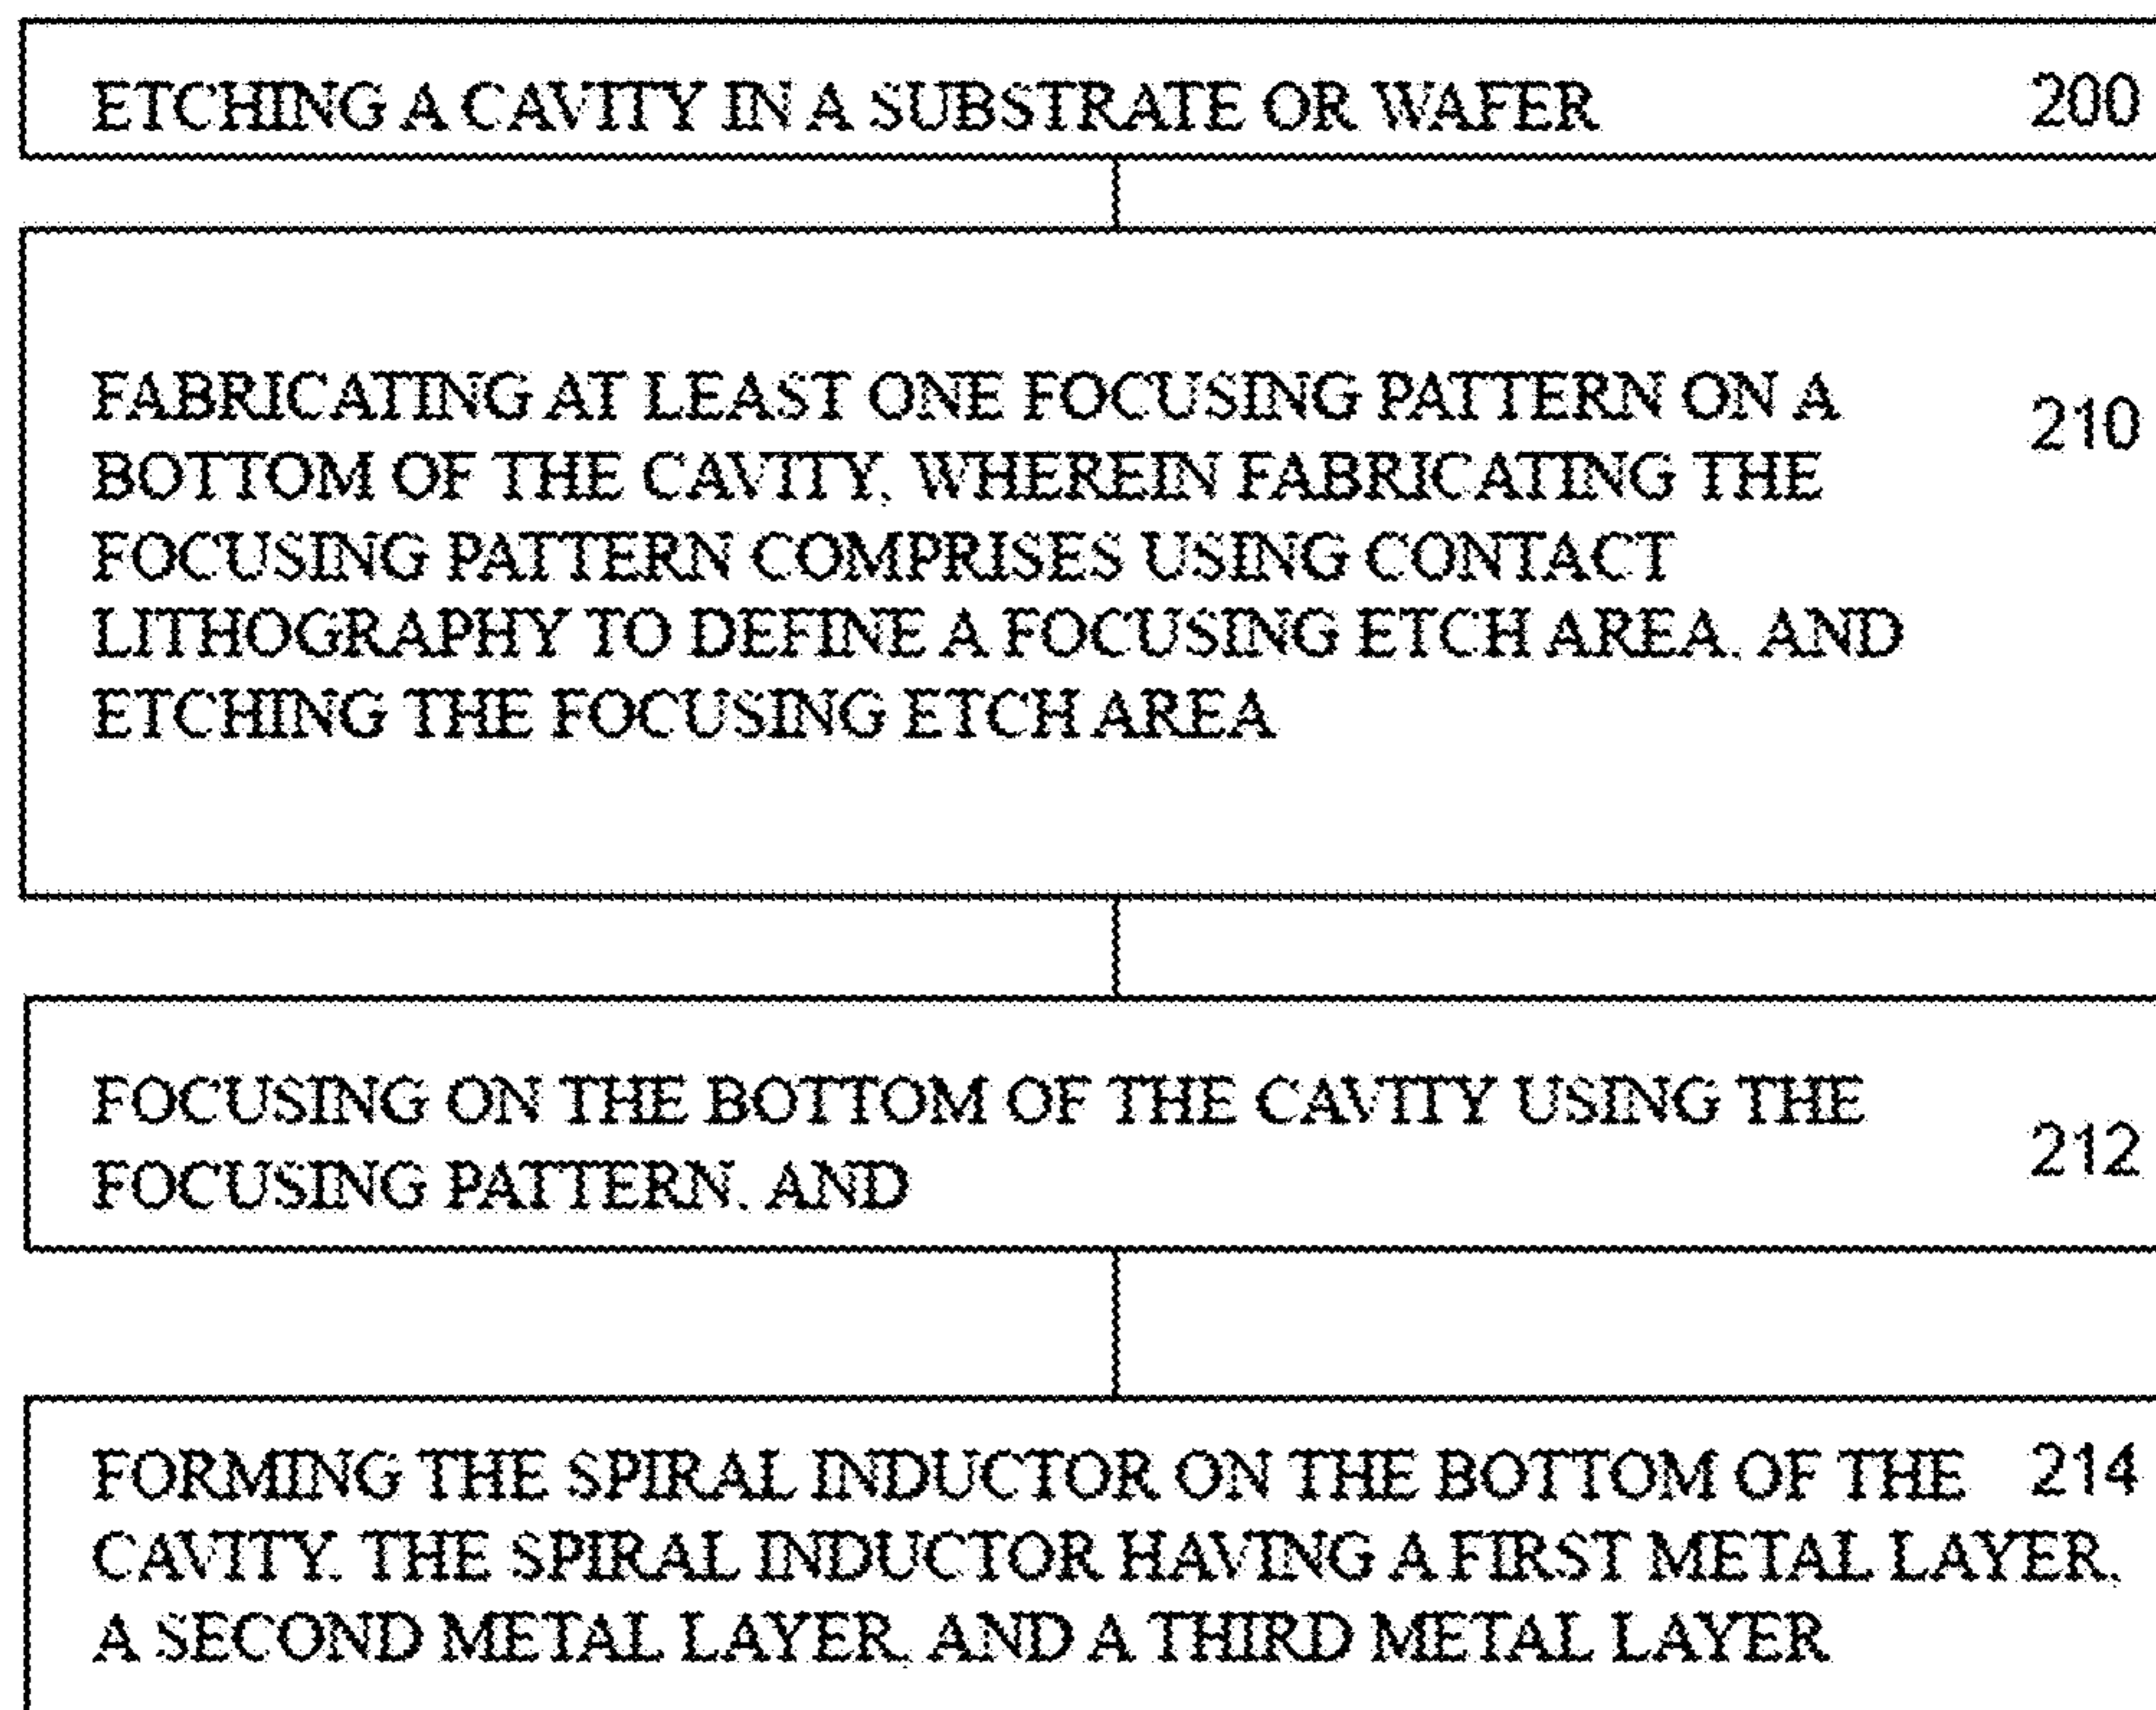 ETCHING A CAVITY IN A SUBSTRATE OR WAFER 200
FABRICATING AT LEAST ONE FOCUSING PATTERN ON A
210
BOTTOM OF THE CAVITY, WHEREIN FABRICATING THE
FOCUSING PATTERN COMPRISES USING CONTACT
LITHOGRAPHY TO DEFINE A FOCUSING ETCH AREA, AND
ETCHING THE FOCUSING ETCH AREA
FOCUSING ON THE BOTTOM OF THE CAVITY USING THE
212
FOCUSING PATTERN, AND
FORMING THE SPIRAL INDUCTOR ON THE BOTTOM OF THE 214
CAVITY, THE SPIRAL INDUCTOR HAVING A FIRST METAL LAYER,
A SECOND METAL LAYER, AND A THIRD METAL LAYER